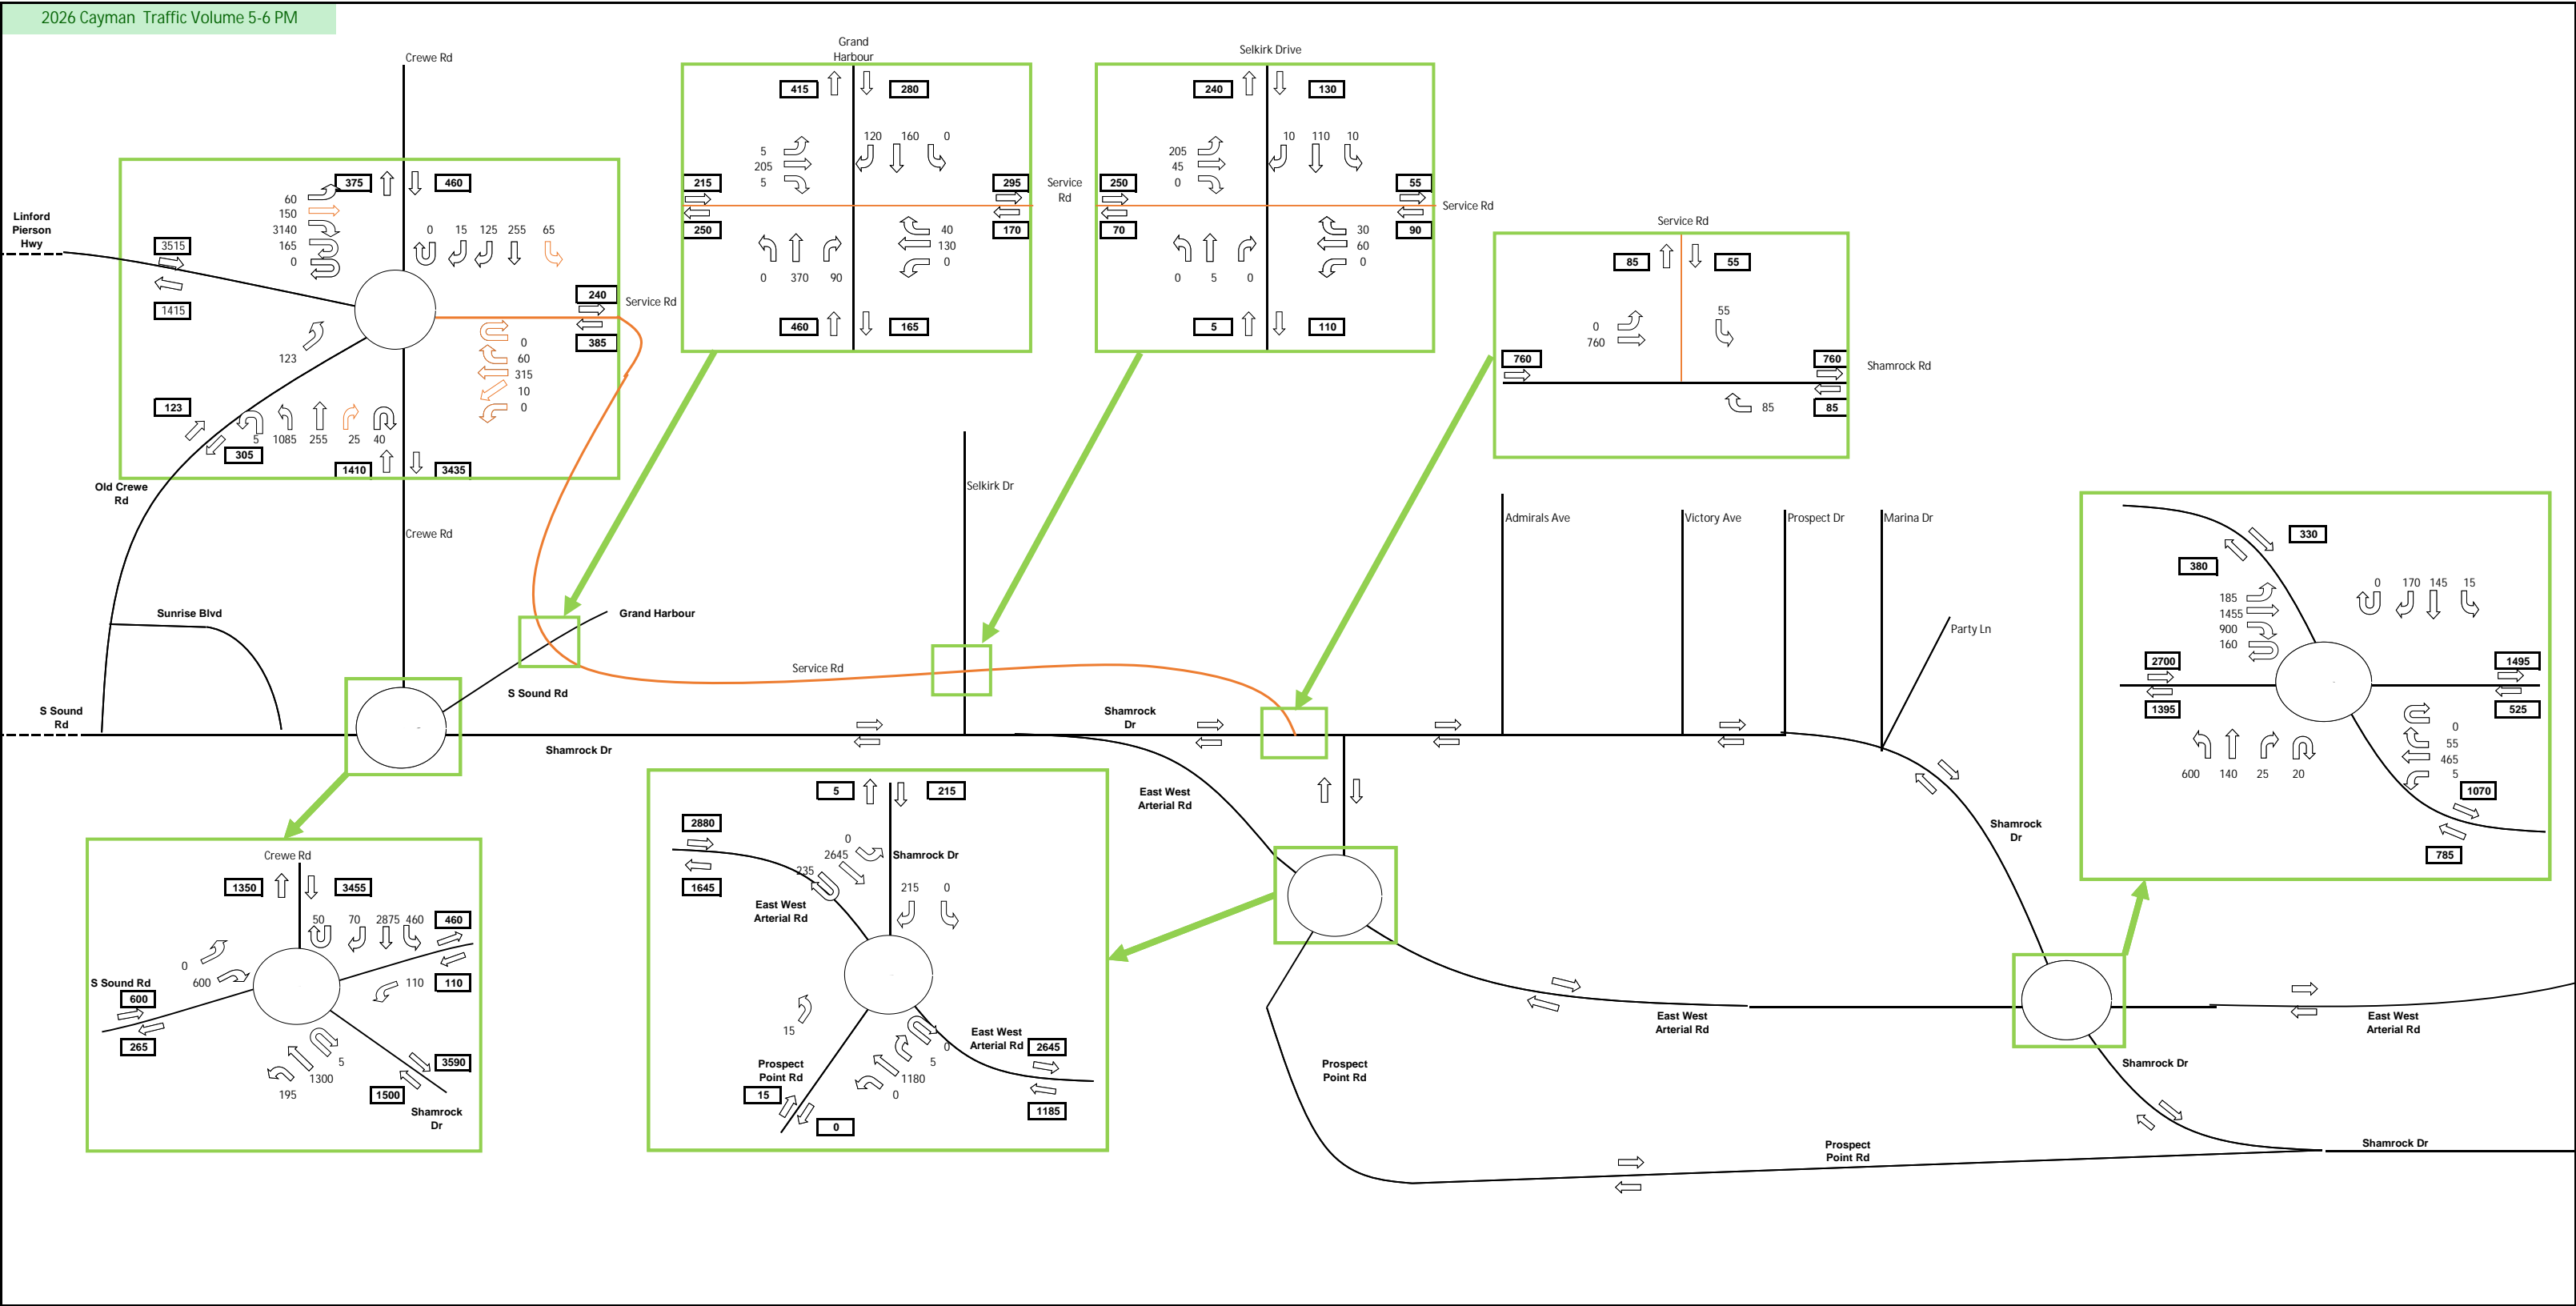 2026 Cayman  Traffic Volume 5-6 PM
Crewe Rd
Linford
Pierson
Hwy
375
460
60
150
3140
165
0
0 15 125 255 65
3515
1415
240
385
Service Rd
0
60
315
10
0
123
123
305
5 1085 255 25 40
1410
3435
Old Crewe
Rd
Crewe Rd
Grand
Harbour
415
280
120 160 0
5
205
5
215
250
295
170
40
130
0
0 370 90
460
165
Service
Rd
Selkirk Drive
240
130
10 110 10
205
45
0
250
70
55
90
Service Rd
30
60
0
0 5 0
5
110
Service Rd
85
55
55
0
760
760
760
85
85
Shamrock Rd
Selkirk Dr
Admirals Ave
Victory Ave
Prospect Dr
Marina Dr
Party Ln
Sunrise Blvd
Grand Harbour
S Sound Rd
Service Rd
S Sound
Rd
Shamrock Dr
Shamrock
Dr
East West
Arterial Rd
330
380
0 170 145 15
185
1455
900
160
2700
1395
1495
525
0
55
465
5
600 140 25 20
1070
785
Shamrock
Dr
Crewe Rd
1350
3455
50 70 2875 460
460
0
600
110
110
S Sound Rd
600
265
5
1300
195
3590
1500
Shamrock
Dr
5
215
2880
1645
0
2645
235
Shamrock Dr
215 0
East West
Arterial Rd
15
Prospect
Point Rd
15
0
0
5
1180
0
East West
Arterial Rd
2645
1185
East West
Arterial Rd
East West
Arterial Rd
Prospect
Point Rd
Shamrock Dr
Prospect
Point Rd
Shamrock Dr